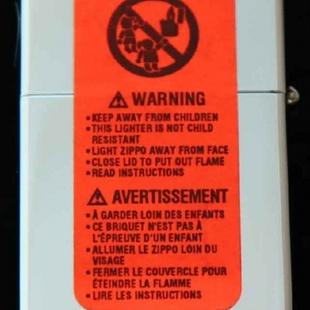 ⚠ WARNING
• KEEP AWAY FROM CHILDREN
• THIS LIGHTER IS NOT CHILD
RESISTANT
• LIGHT ZIPPO AWAY FROM FACE
• CLOSE LID TO PUT OUT FLAME
• READ INSTRUCTIONS
⚠ AVERTISSEMENT
• À GARDER LOIN DES ENFANTS
• CE BRIQUET N'EST PAS À
L'ÉPREUVE D'UN ENFANT
• ALLUMER LE ZIPPO LOIN DU
VISAGE
• FERMER LE COUVERCLE POUR
ÉTEINDRE LA FLAMME
• LIRE LES INSTRUCTIONS